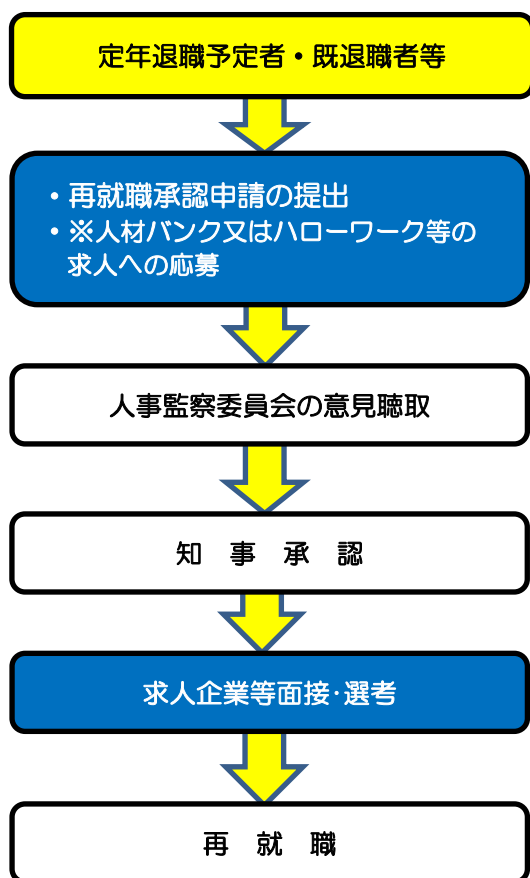 定年退職予定者・既退職者等
・再就職承認申請の提出
・※人材バンク又はハローワーク等の
求人への応募
人事監察委員会の意見聴取
知 事 承 認
求人企業等面接・選考
再 就 職